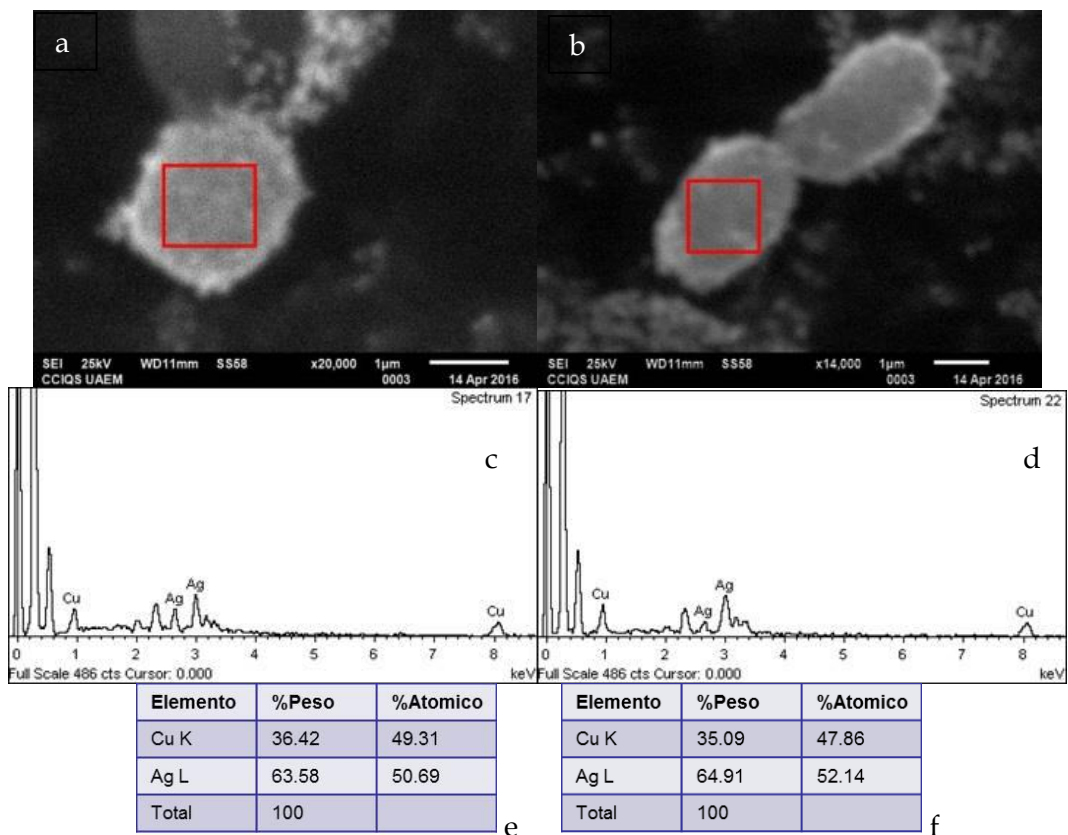 a
b
SEI 25kV WD11mm SS58 x20,000 1µm
CCIQS UAEM 0003 14 Apr 2016
SEI 25kV WD11mm SS58 x14,000 1µm
CCIQS UAEM 0003 14 Apr 2016
Spectrum 17
c
Cu
Ag
Ag
Cu
0 1 2 3 4 5 6 7 8
Full Scale 486 cts Cursor: 0.000 keV
Spectrum 22
d
Cu
Ag
Ag
Cu
0 1 2 3 4 5 6 7 8
Full Scale 486 cts Cursor: 0.000 keV
Elemento %Peso %Atomico
Cu K 36.42 49.31
Ag L 63.58 50.69
Total 100
e
Elemento %Peso %Atomico
Cu K 35.09 47.86
Ag L 64.91 52.14
Total 100
f